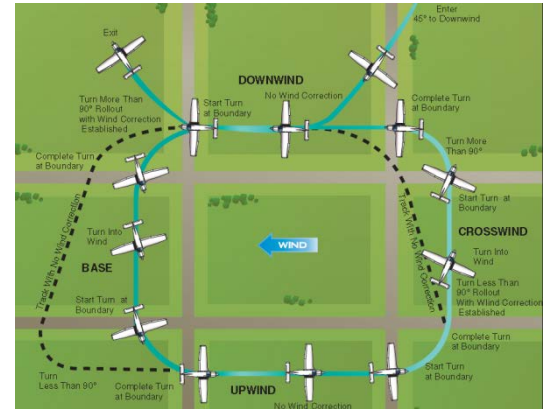 Enter
45° to Downwind
Exit
DOWNWIND
Turn More Than
90° Rollout
with Wind Correction
Established
Start Turn
at Boundary
No Wind Correction
Complete Turn
at Boundary
Turn More
Than 90°
Complete Turn
at Boundary
Start Turn at
Boundary
Track With No Wind Correction
Turn Into
Wind
BASE
WIND
Track With No Wind Correction
CROSSWIND
Turn Into
Wind
Turn Less Than
90° Rollout
With Wind Correction
Established
Start Turn at
Boundary
Complete Turn
at Boundary
Turn
Less Than 90°
Complete Turn
at Boundary
UPWIND
No Wind Correction
Start Turn
at Boundary